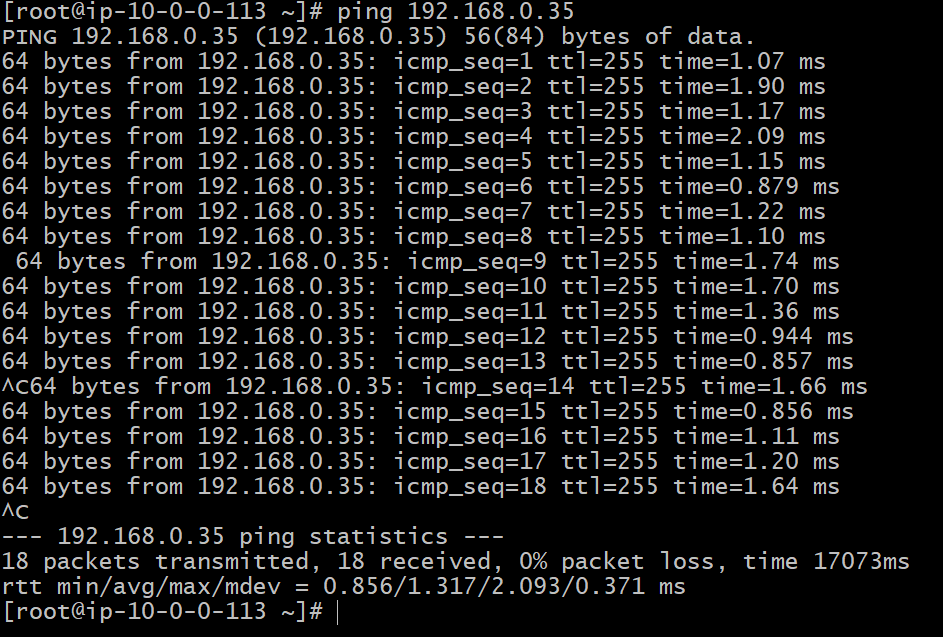 [root@ip-10-0-0-113 ~]# ping 192.168.0.35
PING 192.168.0.35 (192.168.0.35) 56(84) bytes of data.
64 bytes from 192.168.0.35: icmp_seq=1 ttl=255 time=1.07 ms
64 bytes from 192.168.0.35: icmp_seq=2 ttl=255 time=1.90 ms
64 bytes from 192.168.0.35: icmp_seq=3 ttl=255 time=1.17 ms
64 bytes from 192.168.0.35: icmp_seq=4 ttl=255 time=2.09 ms
64 bytes from 192.168.0.35: icmp_seq=5 ttl=255 time=1.15 ms
64 bytes from 192.168.0.35: icmp_seq=6 ttl=255 time=0.879 ms
64 bytes from 192.168.0.35: icmp_seq=7 ttl=255 time=1.22 ms
64 bytes from 192.168.0.35: icmp_seq=8 ttl=255 time=1.10 ms
 64 bytes from 192.168.0.35: icmp_seq=9 ttl=255 time=1.74 ms
64 bytes from 192.168.0.35: icmp_seq=10 ttl=255 time=1.70 ms
64 bytes from 192.168.0.35: icmp_seq=11 ttl=255 time=1.36 ms
64 bytes from 192.168.0.35: icmp_seq=12 ttl=255 time=0.944 ms
64 bytes from 192.168.0.35: icmp_seq=13 ttl=255 time=0.857 ms
^C64 bytes from 192.168.0.35: icmp_seq=14 ttl=255 time=1.66 ms
64 bytes from 192.168.0.35: icmp_seq=15 ttl=255 time=0.856 ms
64 bytes from 192.168.0.35: icmp_seq=16 ttl=255 time=1.11 ms
64 bytes from 192.168.0.35: icmp_seq=17 ttl=255 time=1.20 ms
64 bytes from 192.168.0.35: icmp_seq=18 ttl=255 time=1.64 ms
^C
--- 192.168.0.35 ping statistics ---
18 packets transmitted, 18 received, 0% packet loss, time 17073ms
rtt min/avg/max/mdev = 0.856/1.317/2.093/0.371 ms
[root@ip-10-0-0-113 ~]#